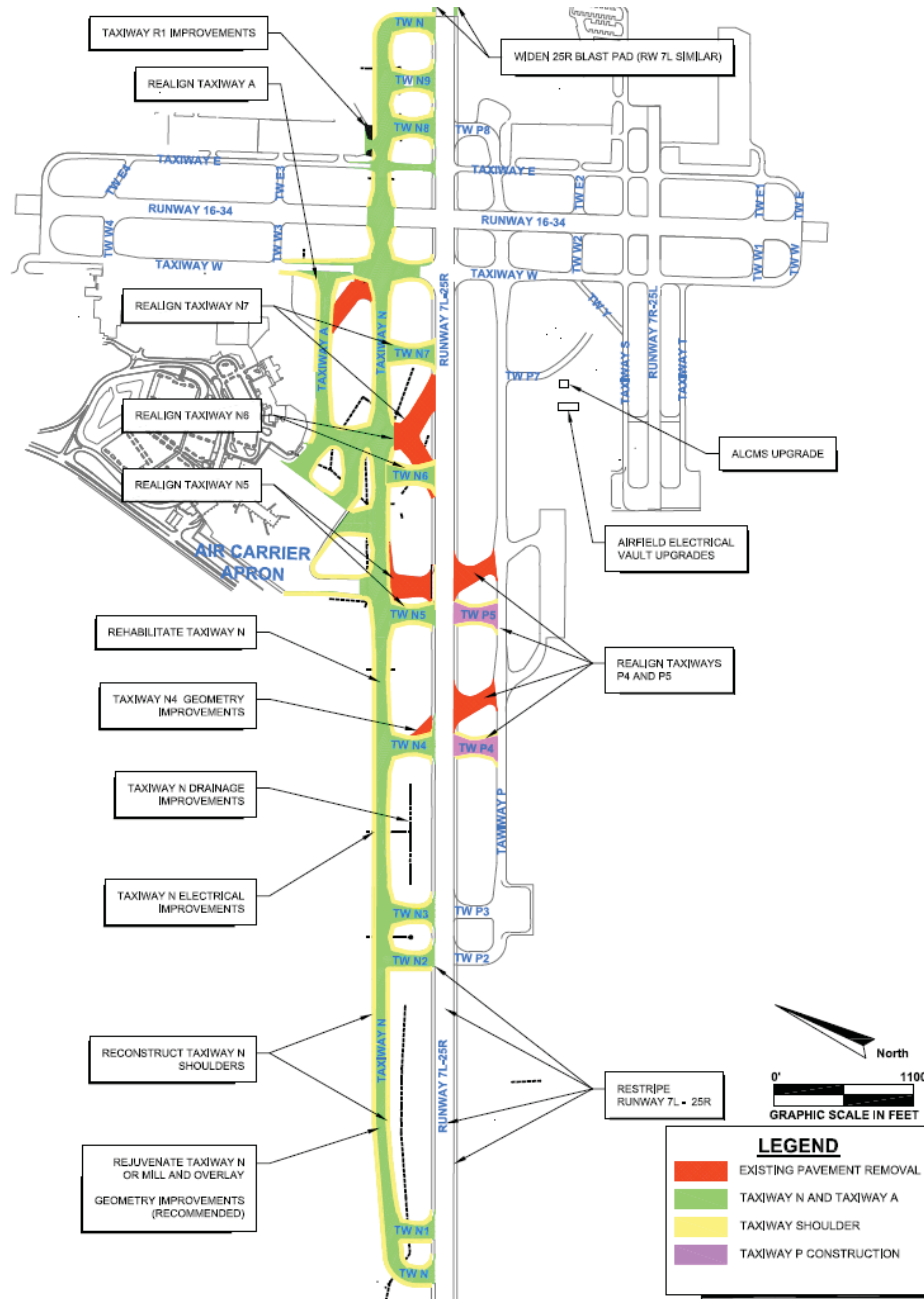 TW N
TAXIWAY R1 IMPROVEMENTS
WIDEN 25R BLAST PAD (RW 7L SIMILAR)
REALIGN TAXIWAY A
TW N9
TW N8
TW P8
TAXIWAY E
TAXIWAY E
TW E4
TW E3
TW E2
TW E1
TW E
RUNWAY 16-34
RUNWAY 16-34
TW W4
TW W3
TW W2
TW W1
TW W
TAXIWAY W
TAXIWAY W
TW Y
REALIGN TAXIWAY N7
TAXIWAY A
TAXIWAY N
RUNWAY 7L-25R
TAXIWAY S
RUNWAY 7R-25L
TAXIWAY T
TW N7
TW P7
REALIGN TAXIWAY N6
ALCMS UPGRADE
TW N6
REALIGN TAXIWAY N5
AIRFIELD ELECTRICAL
VAULT UPGRADES
AIR CARRIER
APRON
TW N5
TW P5
REHABILITATE TAXIWAY N
REALIGN TAXIWAYS
P4 AND P5
TAXIWAY N4 GEOMETRY
IMPROVEMENTS
TW N4
TW P4
TAXIWAY N DRAINAGE
IMPROVEMENTS
TAWIWAY P
TAXIWAY N ELECTRICAL
IMPROVEMENTS
TW N3
TW P3
TW N2
TW P2
TAXIWAY N
RUNWAY 7L-25R
RECONSTRUCT TAXIWAY N
SHOULDERS
North
0'
1100
GRAPHIC SCALE IN FEET
RESTRIPE
RUNWAY 7L - 25R
REJUVENATE TAXIWAY N
OR MILL AND OVERLAY
GEOMETRY IMPROVEMENTS
(RECOMMENDED)
TW N1
TW N
LEGEND
EXISTING PAVEMENT REMOVAL
TAXIWAY N AND TAXIWAY A
TAXIWAY SHOULDER
TAXIWAY P CONSTRUCTION